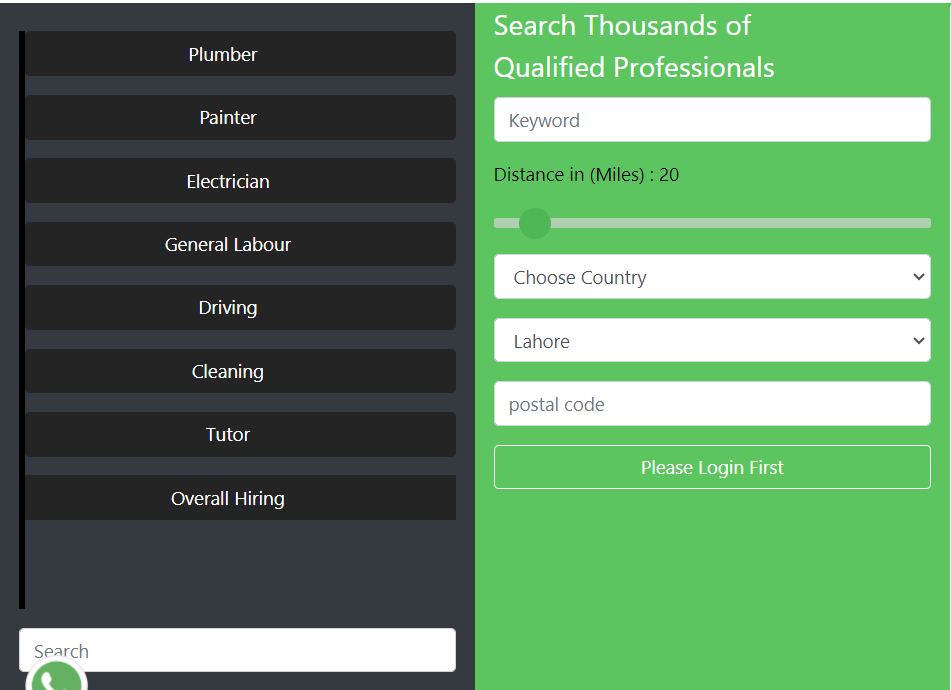 Plumber
Painter
Electrician
General Labour
Driving
Cleaning
Tutor
Overall Hiring
Search
Search Thousands of
Qualified Professionals
Keyword
Distance in (Miles) : 20
Choose Country
Lahore
postal code
Please Login First